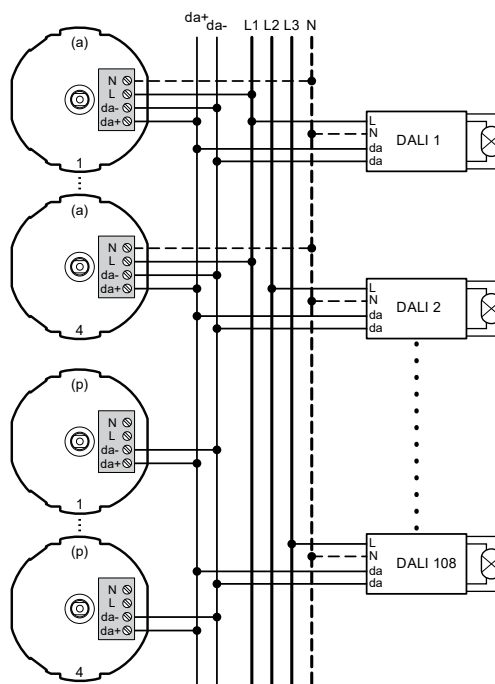 da+ da- L1 L2 L3 N
(a)
N
L
da-
da+
1
(a)
N
L
da-
da+
4
(p)
N
L
da-
da+
1
(p)
N
L
da-
da+
4
L
N
da
da
DALI 1
L
N
da
da
DALI 2
L
N
da
da
DALI 108